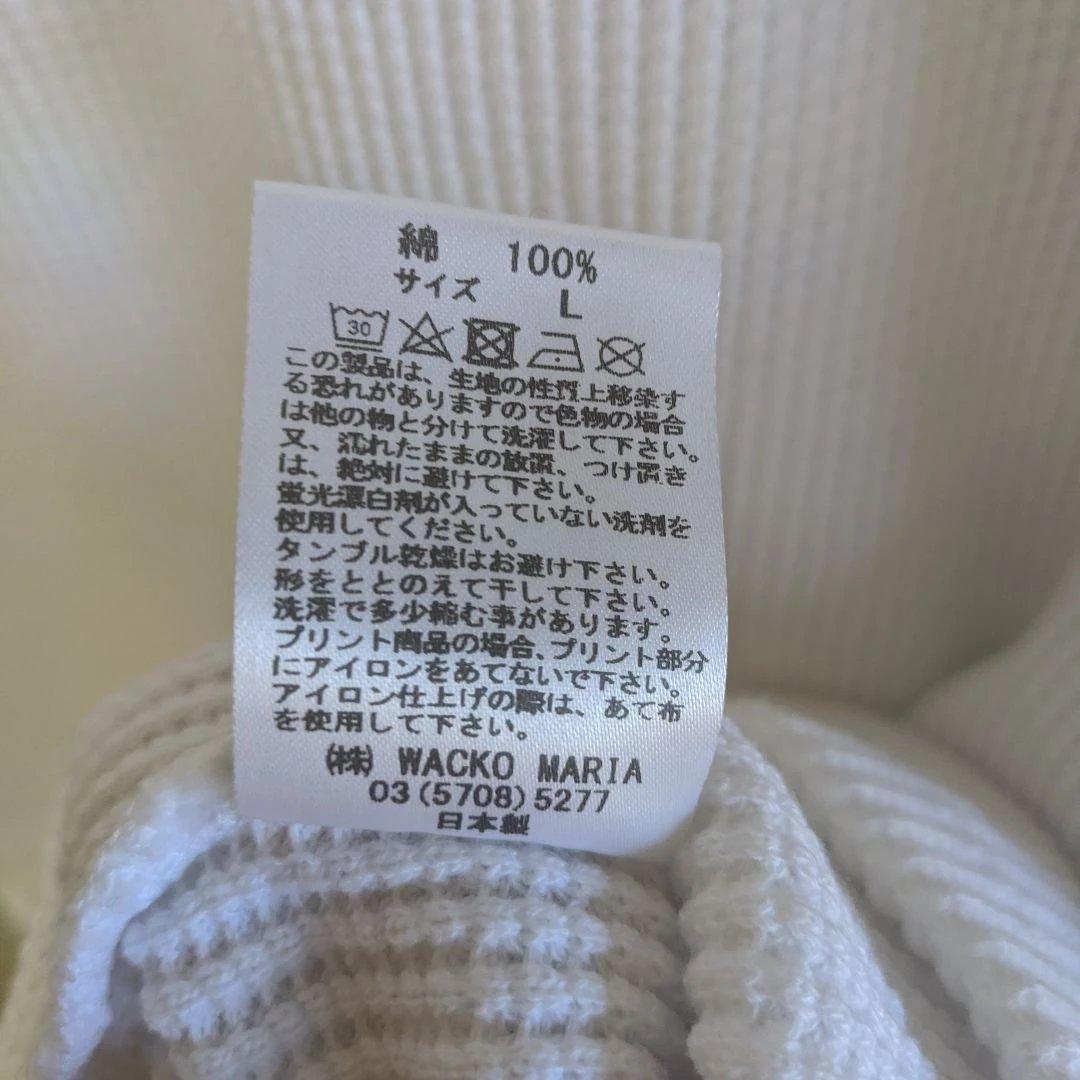 綿 100%
サイズ L
30
この製品は、生地の性質上移染す
る恐れがありますので色物の場合
は他の物と分けて洗濯して下さい。
又、濡れたままの放置、つけ置き
は、絶対に避けて下さい。
蛍光漂白剤が入っていない洗剤を
使用してください。
タンブル乾燥はお避け下さい。
形をととのえて干して下さい。
洗濯で多少縮む事があります。
プリント商品の場合、プリント部分
にアイロンをあてないで下さい。
アイロン仕上げの際は、あて布
を使用して下さい。
㈱ WACKO MARIA
03(5708)5277
日本製